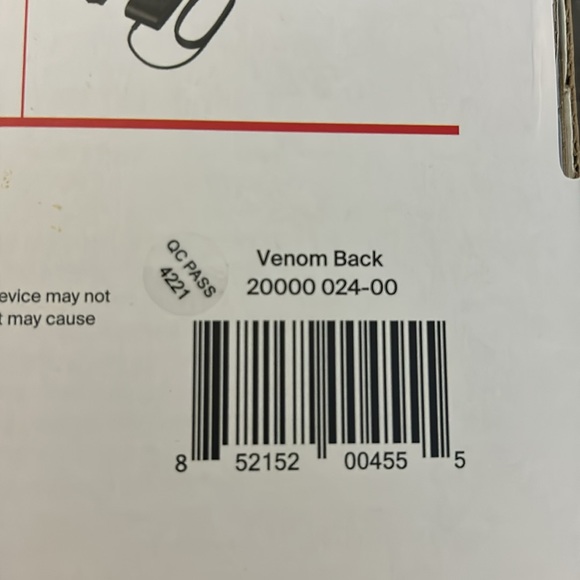 QC PASS
4221
Venom Back
20000 024-00
evice may not
t may cause
8 52152 00455 5